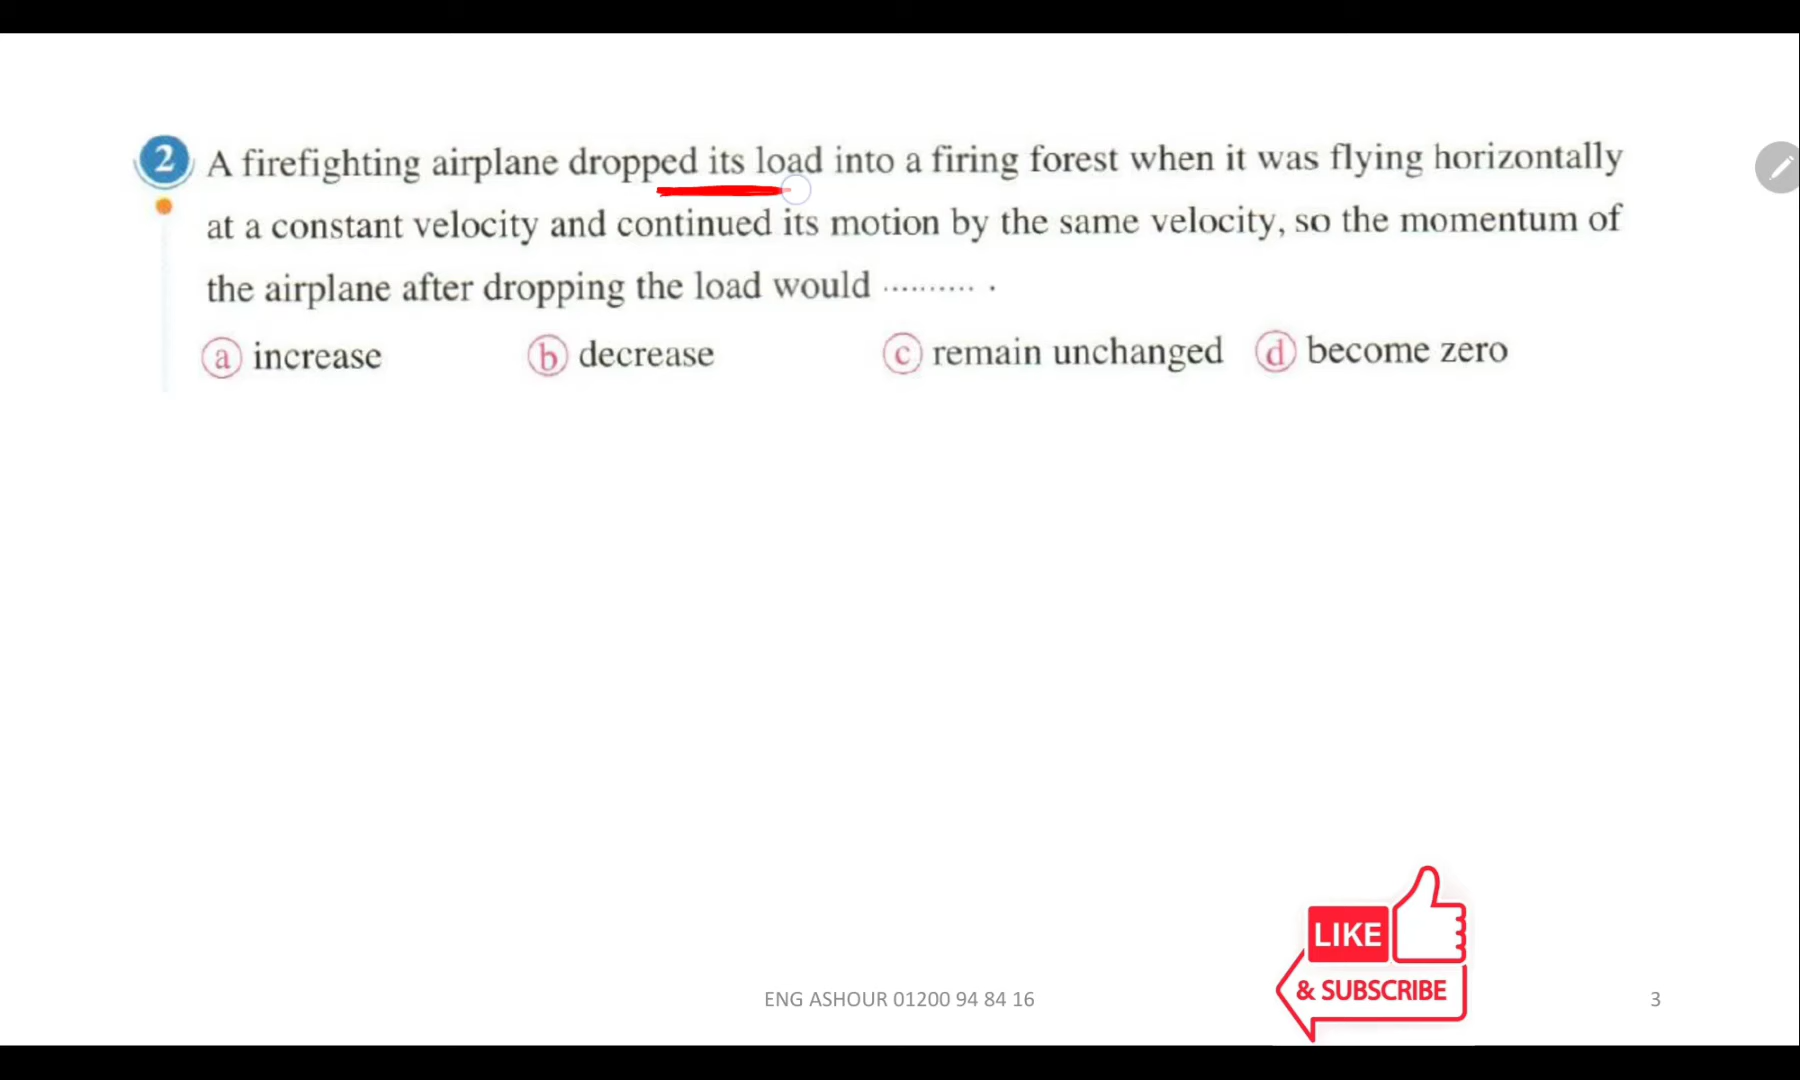 2 A firefighting airplane dropped its load into a firing forest when it was flying horizontally
at a constant velocity and continued its motion by the same velocity, so the momentum of
the airplane after dropping the load would .......... .
a increase b decrease c remain unchanged d become zero
LIKE
& SUBSCRIBE
ENG ASHOUR 01200 94 84 16
3